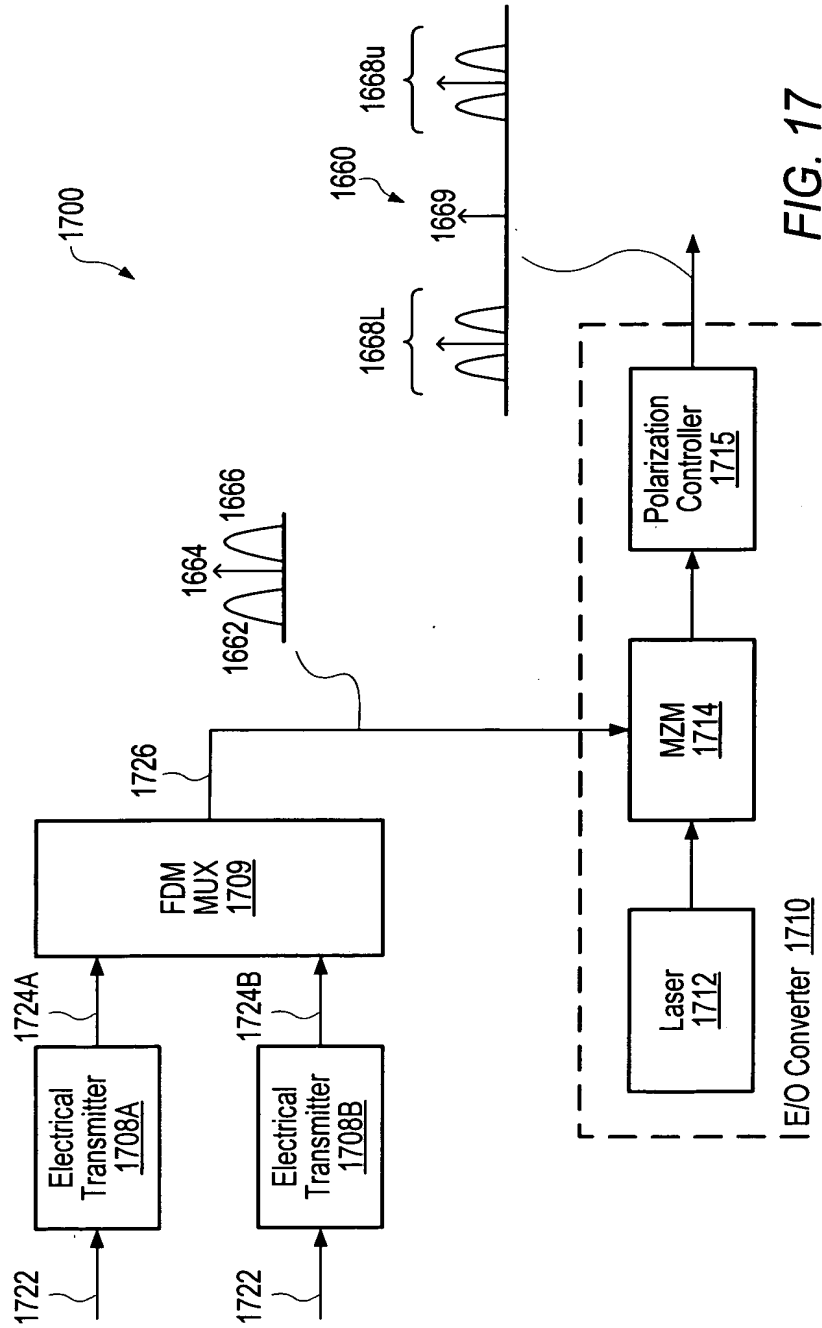 1700
1722
Electrical
Transmitter
1708A
1724A
1722
Electrical
Transmitter
1708B
1724B
FDM
MUX
1709
1726
1662
1664
1666
1668L
1669
1660
1668u
Laser
1712
MZM
1714
Polarization
Controller
1715
E/O Converter 1710
FIG. 17